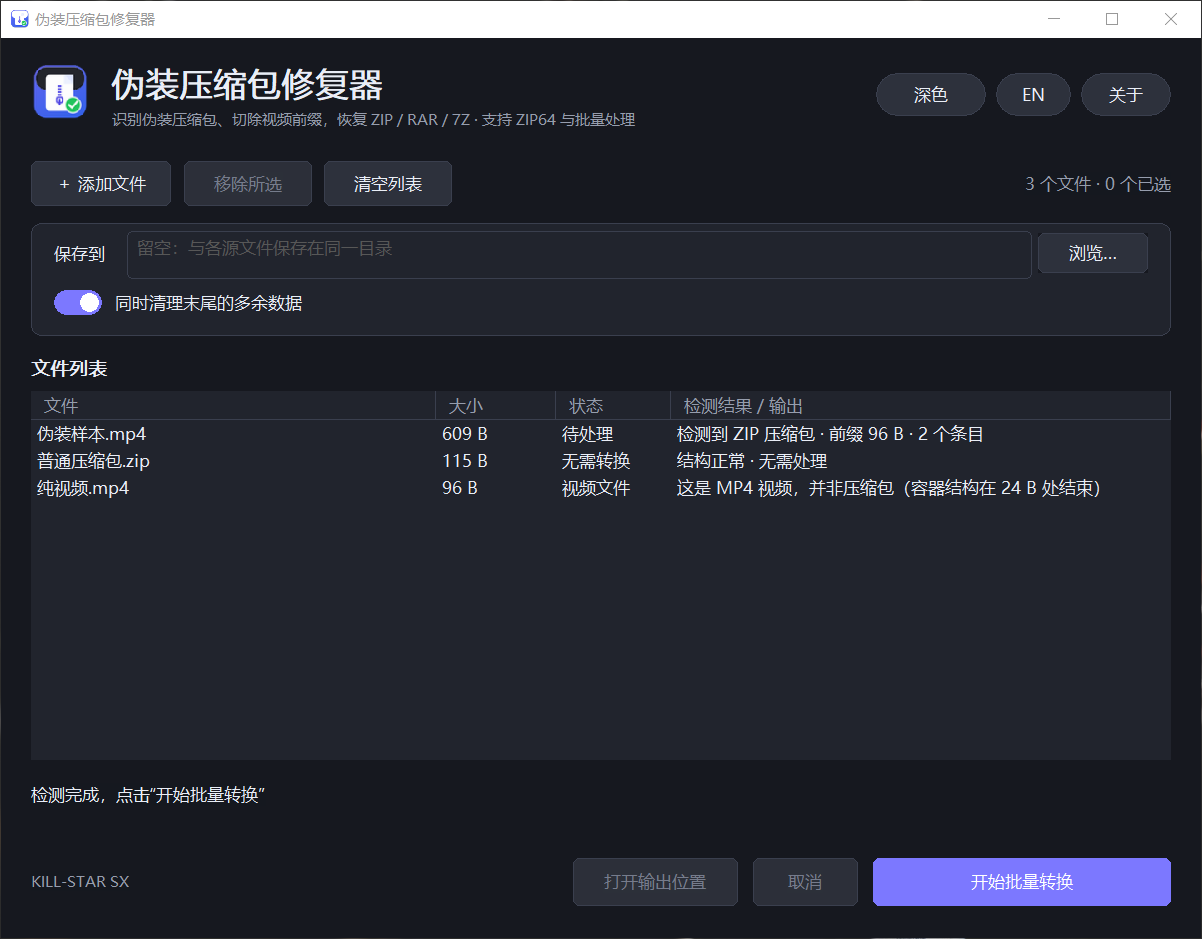 伪装压缩包修复器
伪装压缩包修复器
识别伪装压缩包、切除视频前缀，恢复 ZIP / RAR / 7Z · 支持 ZIP64 与批量处理
深色
EN
关于
+ 添加文件
移除所选
清空列表
3 个文件 · 0 个已选
保存到
留空：与各源文件保存在同一目录
浏览...
同时清理末尾的多余数据
文件列表
文件 大小 状态 检测结果 / 输出
伪装样本.mp4 609 B 待处理 检测到 ZIP 压缩包 · 前缀 96 B · 2 个条目
普通压缩包.zip 115 B 无需转换 结构正常 · 无需处理
纯视频.mp4 96 B 视频文件 这是 MP4 视频，并非压缩包（容器结构在 24 B 处结束）
检测完成，点击“开始批量转换”
KILL-STAR SX
打开输出位置
取消
开始批量转换